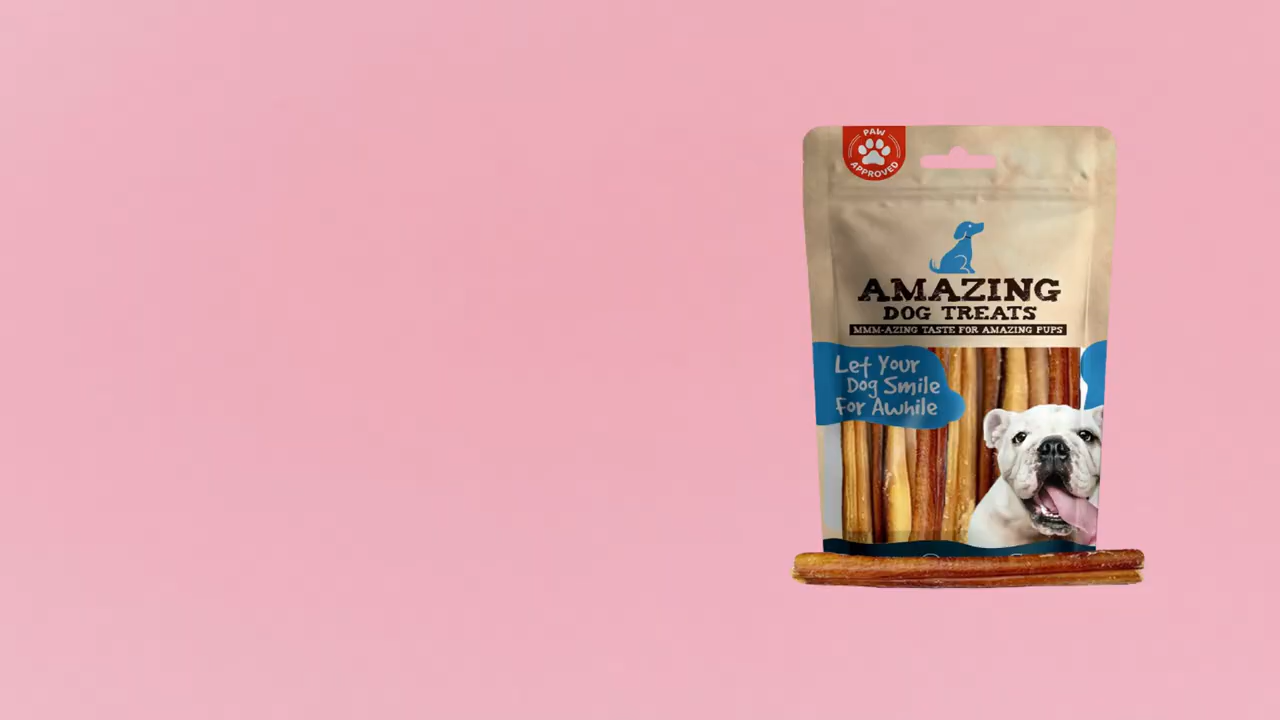 PAW
APPROVED
AMAZING
DOG TREATS
MMM-AZING TASTE FOR AMAZING PUPS
Let Your
Dog Smile
For Awhile